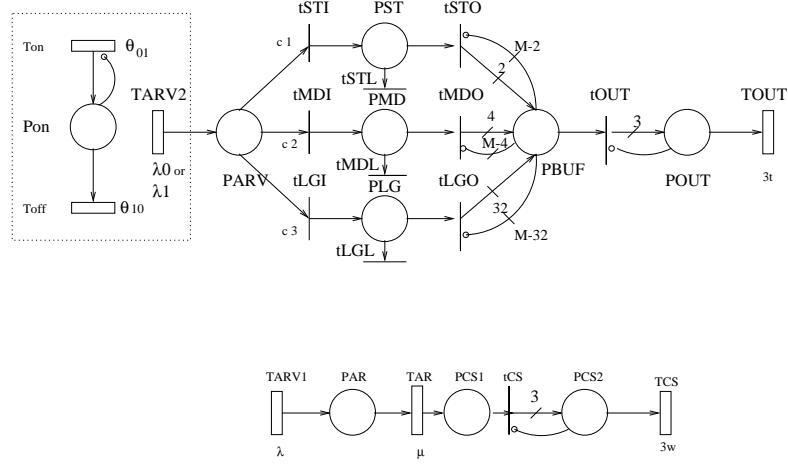 tSTI PST tSTO
Ton θ01 c 1 M-2
tSTL 2
TARV2 tMDI PMD tMDO tOUT TOUT
Pon 4 3
c 2 M-4
λ0 or tMDL
λ1 PARV tLGI PLG tLGO PBUF POUT 3t
Toff θ10 32
c 3 M-32
tLGL
TARV1 PAR TAR PCS1 tCS PCS2 TCS
3
λ μ 3w